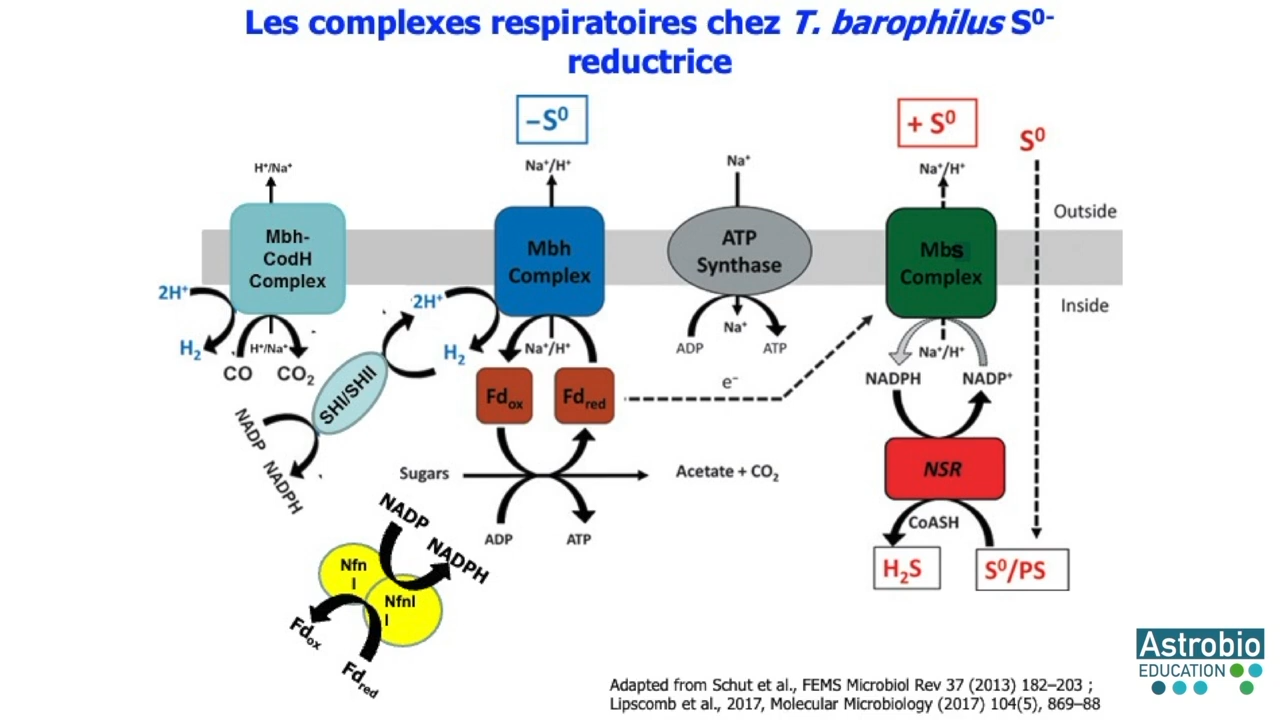 Les complexes respiratoires chez T. barophilus S⁰-
reductrice
–S⁰
+ S⁰
S⁰
H⁺/Na⁺
Na⁺/H⁺
Na⁺
Na⁺/H⁺
Outside
Mbh-
CodH
Complex
Mbh
Complex
ATP
Synthase
Mbs
Complex
Inside
2H⁺
H₂
H⁺/Na⁺
CO
CO₂
2H⁺
H₂
SHI/SHII
NADP
NADPH
Na⁺/H⁺
Fdox
Fdred
Na⁺
ADP
ATP
e⁻
Na⁺/H⁺
NADPH
NADP⁺
Sugars
Acetate + CO₂
ADP
ATP
NSR
CoASH
H₂S
S⁰/PS
NADP
NADPH
Nfn
I
NfnI
I
Fdox
Fdred
Astrobio
EDUCATION
Adapted from Schut et al., FEMS Microbiol Rev 37 (2013) 182–203 ;
Lipscomb et al., 2017, Molecular Microbiology (2017) 104(5), 869–88